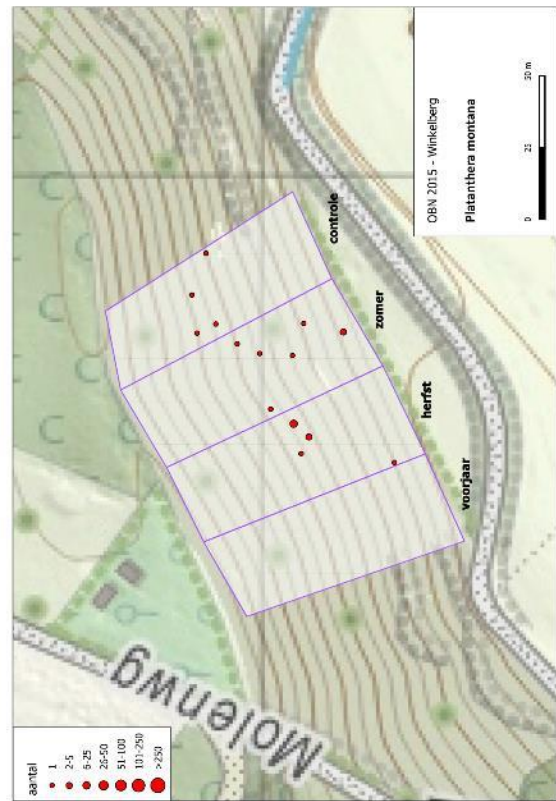 aantal
1
2-5
6-25
26-50
51-100
101-250
>250
Molenwg
voorjaar
herfst
zomer
controle
OBN 2015 - Winkelberg
Platanthera montana
0 25 50 m